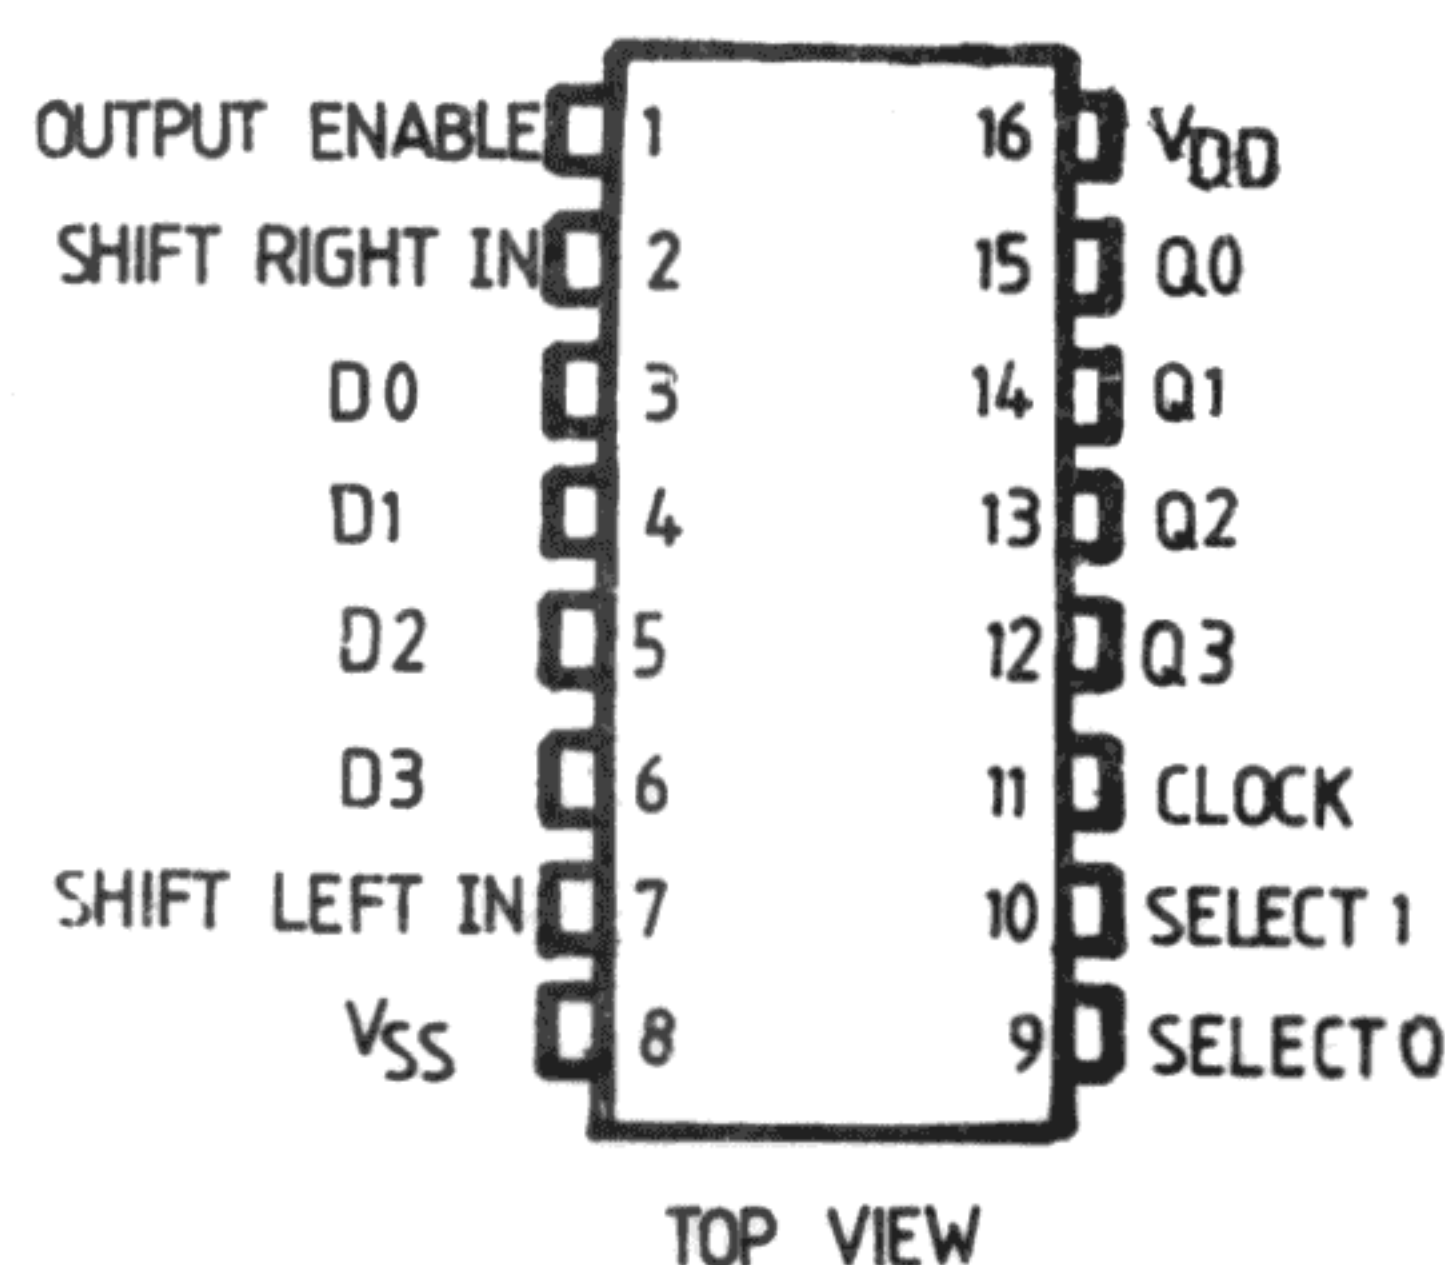 OUTPUT ENABLE 1 16 VDD
SHIFT RIGHT IN 2 15 Q0
D0 3 14 Q1
D1 4 13 Q2
D2 5 12 Q3
D3 6 11 CLOCK
SHIFT LEFT IN 7 10 SELECT 1
VSS 8 9 SELECT 0
TOP VIEW